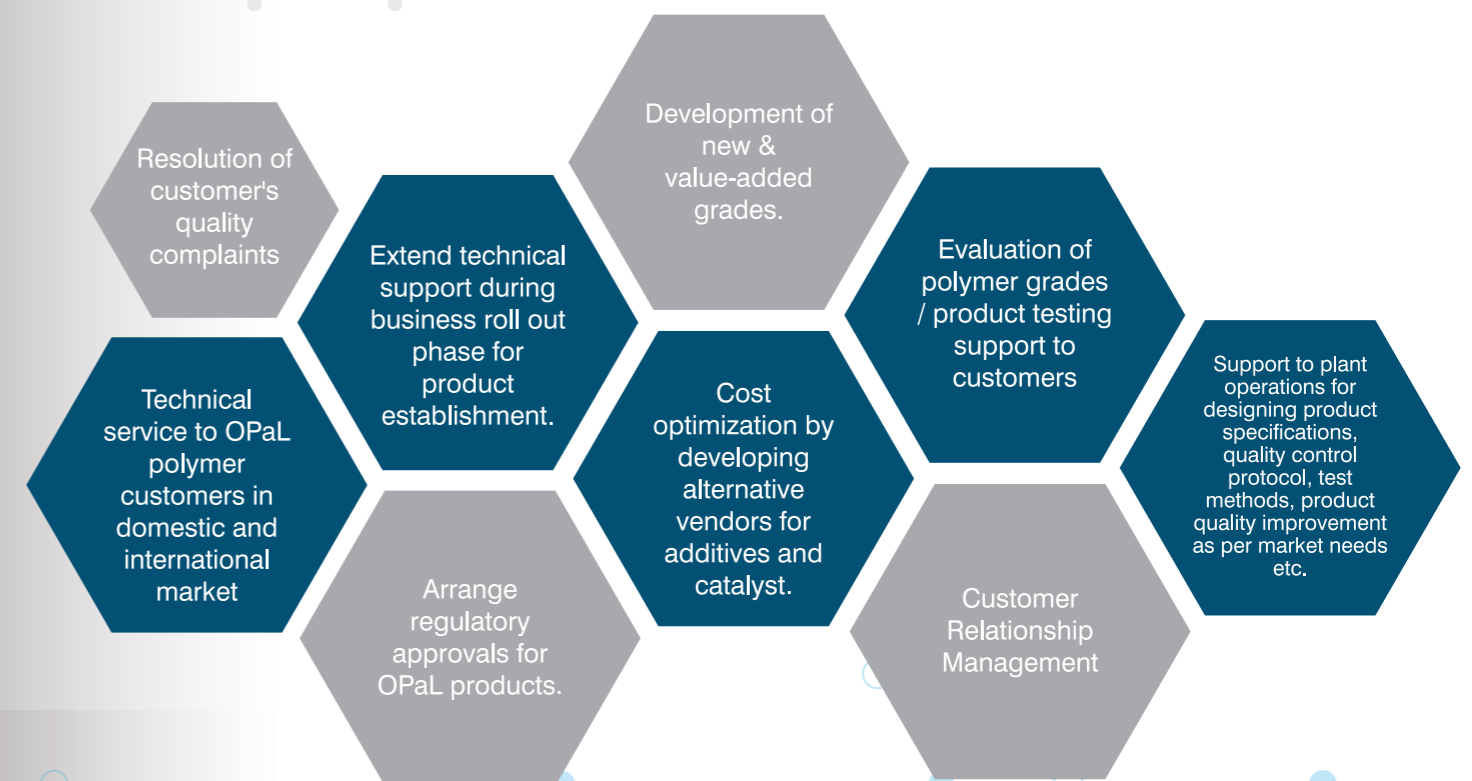 Resolution of
customer's
quality
complaints
Development of
new &
value-added
grades.
Extend technical
support during
business roll out
phase for
product
establishment.
Evaluation of
polymer grades
/ product testing
support to
customers
Technical
service to OPaL
polymer
customers in
domestic and
international
market
Cost
optimization by
developing
alternative
vendors for
additives and
catalyst.
Support to plant
operations for
designing product
specifications,
quality control
protocol, test
methods, product
quality improvement
as per market needs
etc.
Arrange
regulatory
approvals for
OPaL products.
Customer
Relationship
Management